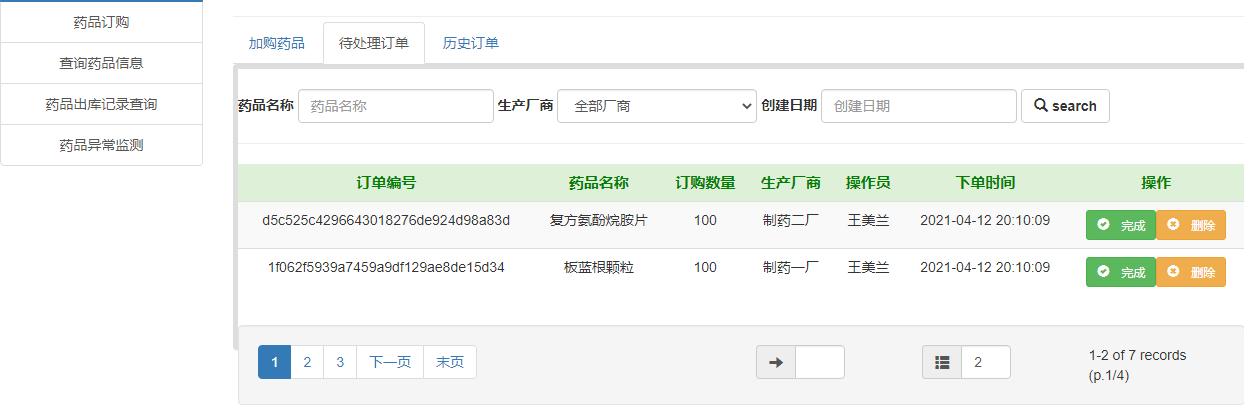 药品订购
查询药品信息
药品出库记录查询
药品异常监测
加购药品 待处理订单 历史订单
药品名称 药品名称 生产厂商 全部厂商 创建日期 创建日期 search
订单编号 药品名称 订购数量 生产厂商 操作员 下单时间 操作
d5c525c4296643018276de924d98a83d 复方氨酚烷胺片 100 制药二厂 王美兰 2021-04-12 20:10:09 完成 删除
1f062f5939a7459a9df129ae8de15d34 板蓝根颗粒 100 制药一厂 王美兰 2021-04-12 20:10:09 完成 删除
1 2 3 下一页 末页 2 1-2 of 7 records
(p.1/4)